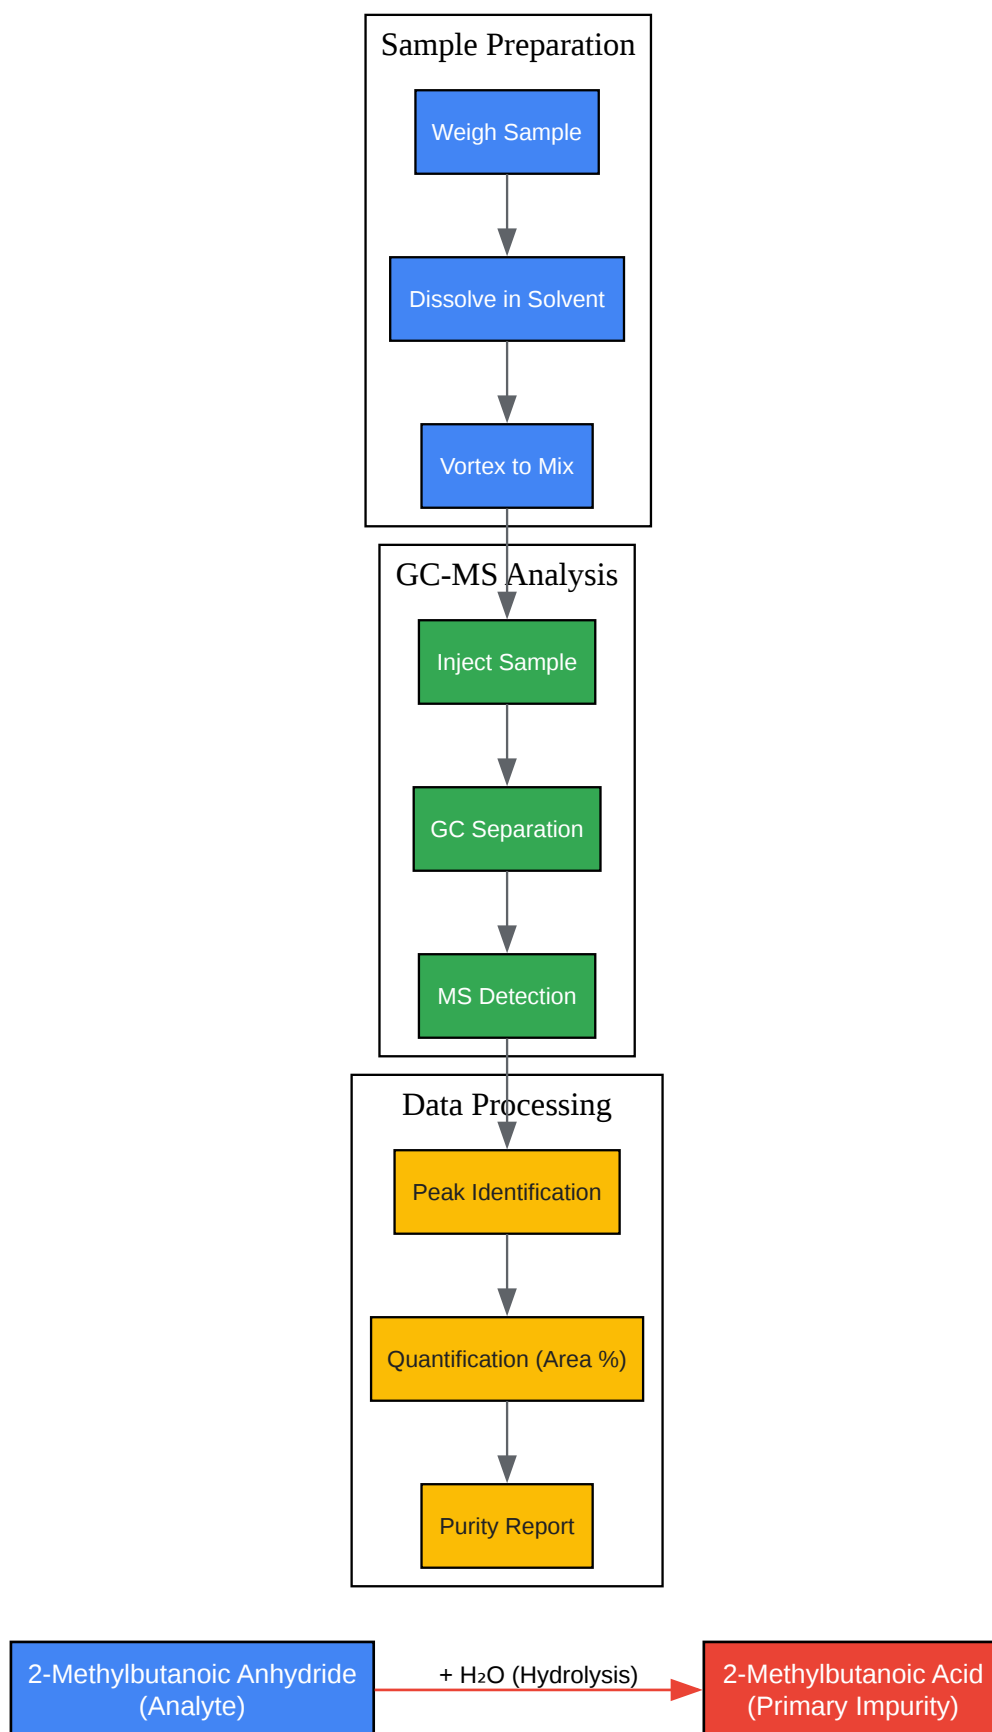 Sample Preparation
Weigh Sample
Dissolve in Solvent
Vortex to Mix
GC-MS Analysis
Inject Sample
GC Separation
MS Detection
Data Processing
Peak Identification
Quantification (Area %)
Purity Report
2-Methylbutanoic Anhydride
(Analyte)
+ H₂O (Hydrolysis)
2-Methylbutanoic Acid
(Primary Impurity)